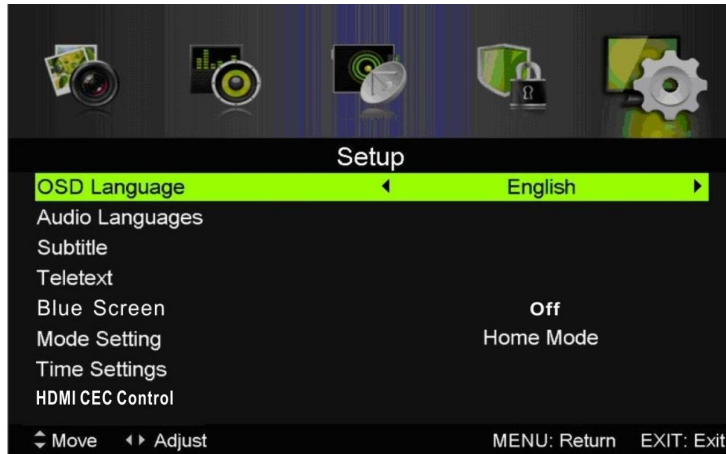 Setup
OSD Language English
Audio Languages
Subtitle
Teletext
Blue Screen Off
Mode Setting Home Mode
Time Settings
HDMI CEC Control
Move Adjust MENU: Return EXIT: Exit